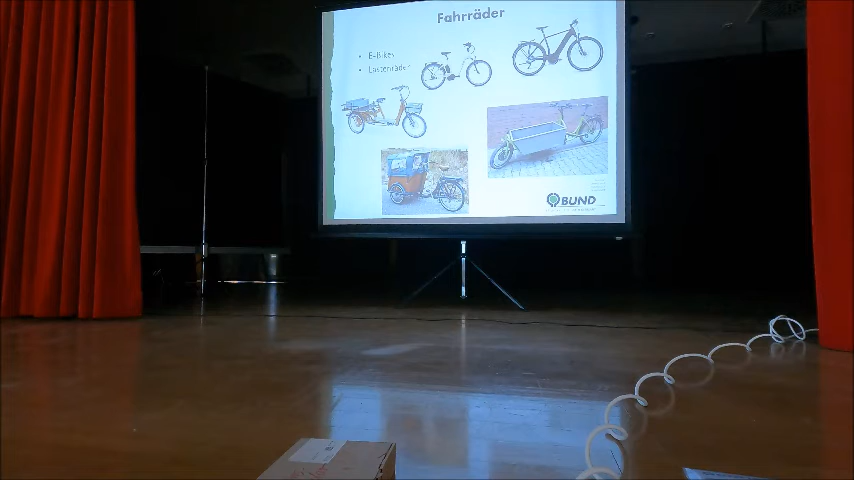 Fahrräder
• E-Bikes
• Lastenräder
BUND